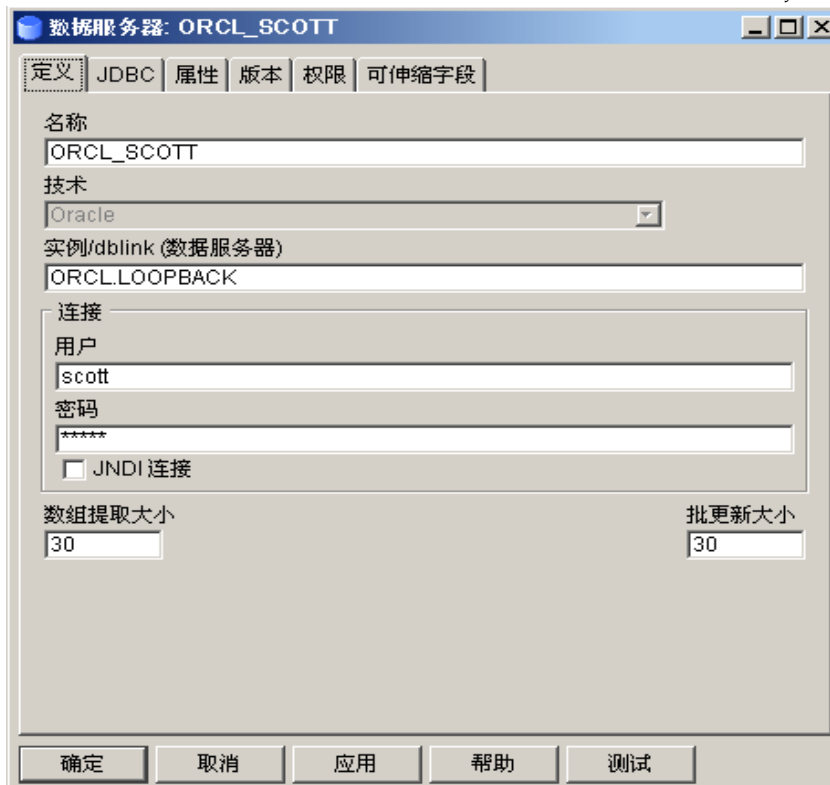 数据服务器: ORCL_SCOTT
定义 JDBC 属性 版本 权限 可伸缩字段
名称
ORCL_SCOTT
技术
Oracle
实例/dblink (数据服务器)
ORCL.LOOPBACK
连接
用户
scott
密码
*****
JNDI 连接
数组提取大小 批更新大小
30 30
确定 取消 应用 帮助 测试